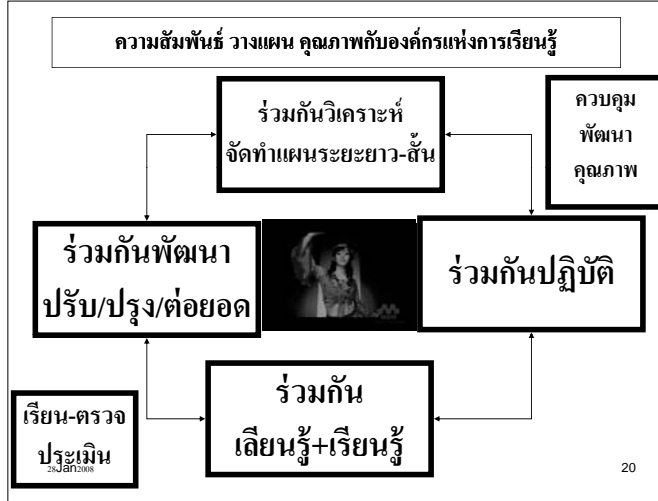 ความสัมพันธ์ วางแผน คุณภาพกับองค์กรแห่งการเรียนรู้
ร่วมกันวิเคราะห์
จัดทำแผนระยะยาว-สั้น
ควบคุม
พัฒนา
คุณภาพ
ร่วมกันพัฒนา
ปรับ/ปรุง/ต่อยอด
ร่วมกันปฏิบัติ
ร่วมกัน
เลียนรู้+เรียนรู้
เรียน-ตรวจ
ประเมิน
28Jan2008
20